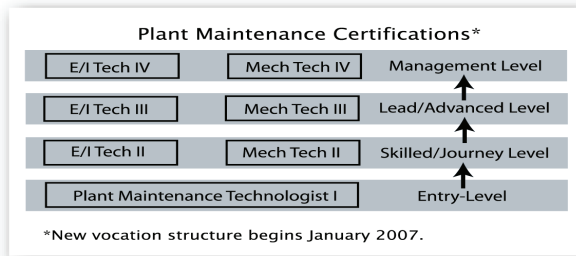 Plant Maintenance Certifications*
E/I Tech IV Mech Tech IV Management Level
E/I Tech III Mech Tech III Lead/Advanced Level
E/I Tech II Mech Tech II Skilled/Journey Level
Plant Maintenance Technologist I Entry-Level
*New vocation structure begins January 2007.